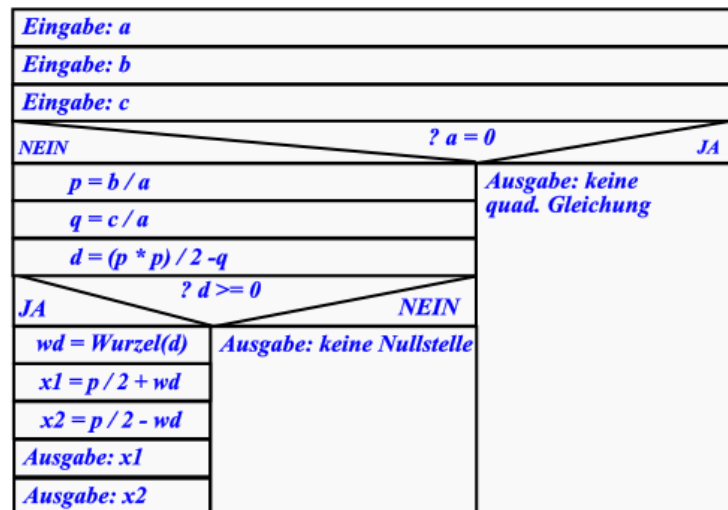 Eingabe: a
Eingabe: b
Eingabe: c
? a = 0
NEIN
JA
p = b / a
q = c / a
d = (p * p) / 2 -q
Ausgabe: keine
quad. Gleichung
? d >= 0
JA
NEIN
wd = Wurzel(d)
x1 = p / 2 + wd
x2 = p / 2 - wd
Ausgabe: x1
Ausgabe: x2
Ausgabe: keine Nullstelle